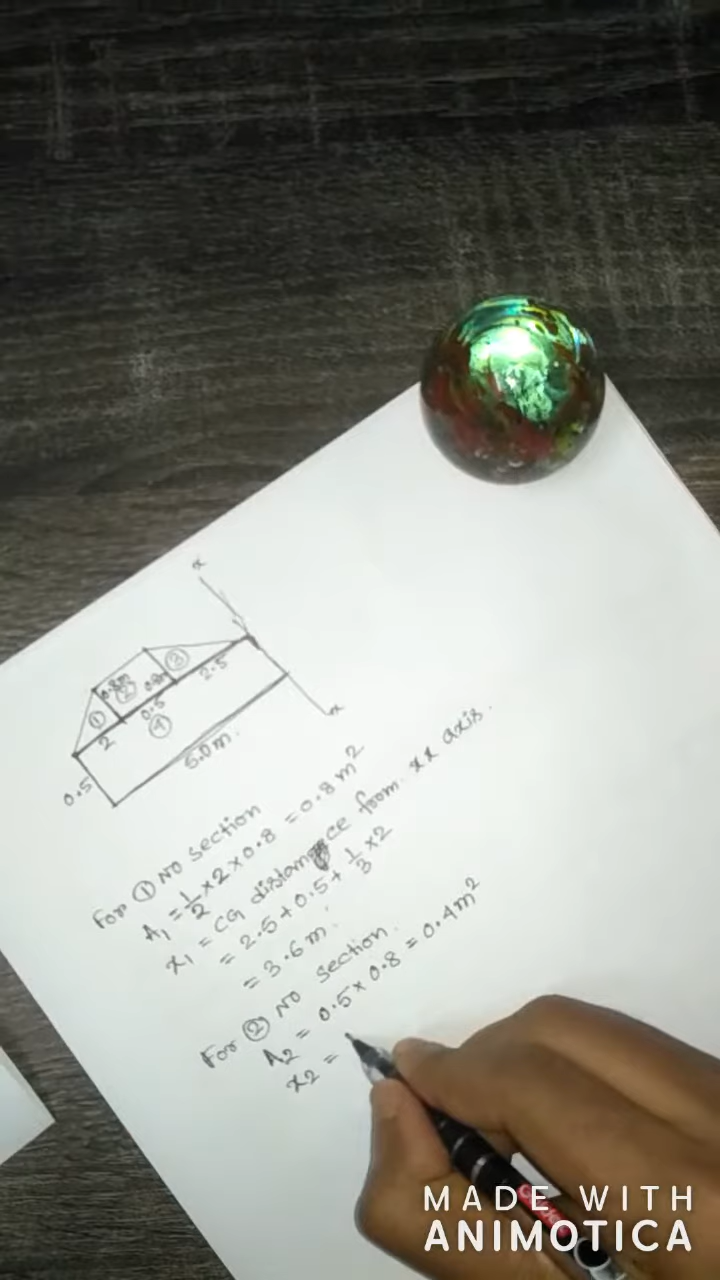 x
0.8m
②
0.8m
③
①
0.5
2.5
2
④
x
0.5
5.0m.
For ① NO section
A1 = 1/2 × 2 × 0.8 = 0.8 m²
x1 = CG distance from xx axis.
= 2.5 + 0.5 + 1/3 × 2
= 3.6 m.
For ② NO section.
A2 = 0.5 × 0.8 = 0.4 m²
x2 =
MADE WITH
ANIMOTICA